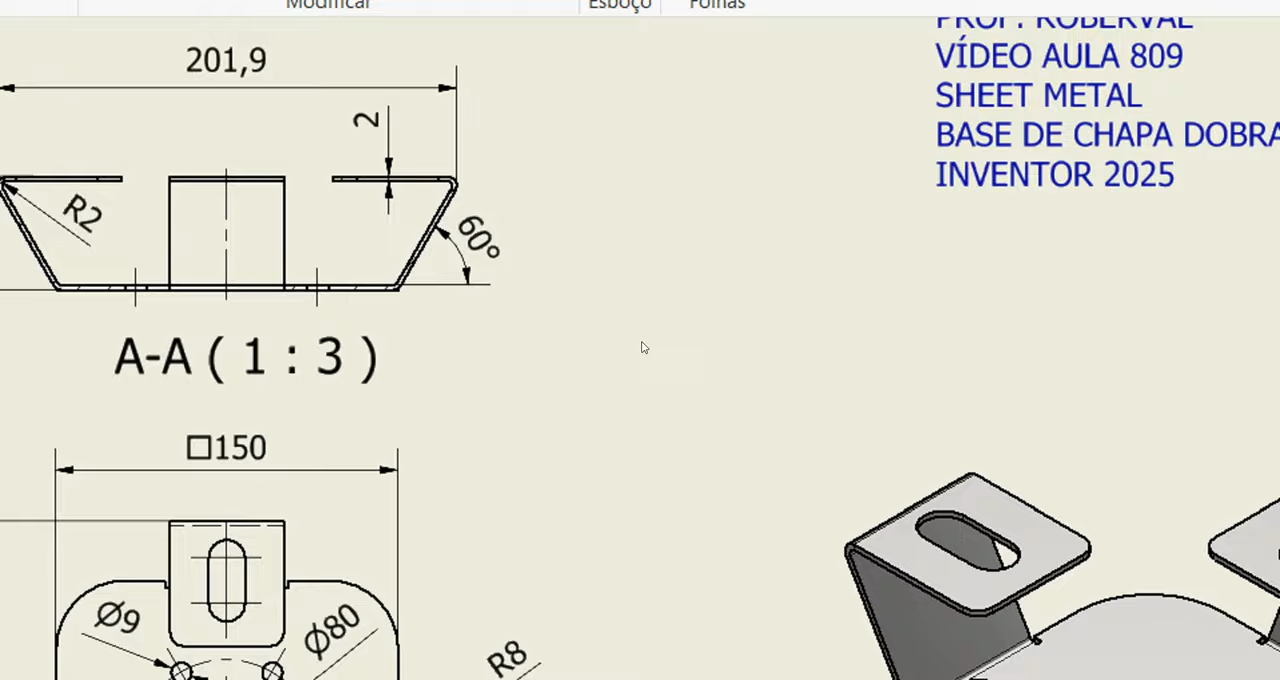 Modificar
Esboço
Folhas
PROF. ROBERVAL
VÍDEO AULA 809
SHEET METAL
BASE DE CHAPA DOBRA
INVENTOR 2025
201,9
2
R2
60°
A-A ( 1 : 3 )
□150
Ø9
Ø80
R8